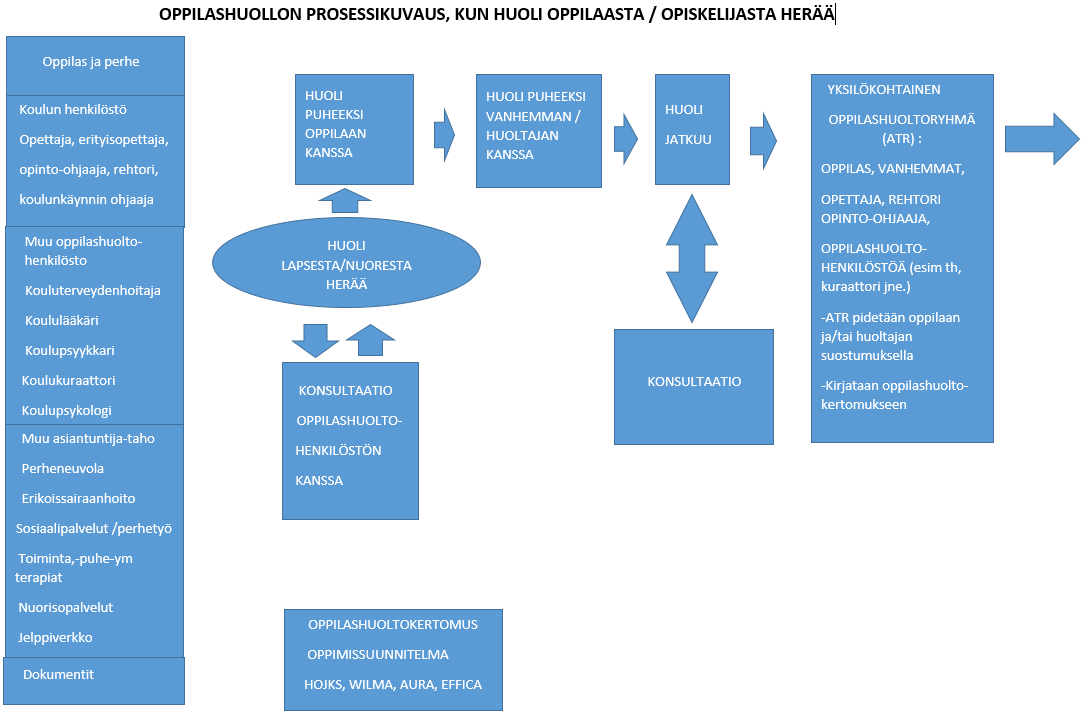 OPPILASHUOLLON PROSESSIKUVAUS, KUN HUOLI OPPILAASTA / OPISKELIJASTA HERÄÄ
Oppilas ja perhe
Koulun henkilöstö
Opettaja, erityisopettaja,
opinto-ohjaaja, rehtori,
koulunkäynnin ohjaaja
Muu oppilashuolto-
henkilösto
Kouluterveydenhoitaja
Koululääkäri
Koulupsyykkari
Koulukuraattori
Koulupsykologi
Muu asiantuntija-taho
Perheneuvola
Erikoissairaanhoito
Sosiaalipalvelut /perhetyö
Toiminta,-puhe-ym
terapiat
Nuorisopalvelut
Jelppiverkko
Dokumentit
HUOLI
PUHEEKSI
OPPILAAN
KANSSA
HUOLI PUHEEKSI
VANHEMMAN /
HUOLTAJAN
KANSSA
HUOLI
JATKUU
YKSILÖKOHTAINEN
OPPILASHUOLTORYHMÄ
(ATR) :
OPPILAS, VANHEMMAT,
OPETTAJA, REHTORI
OPINTO-OHJAAJA,
OPPILASHUOLTO-
HENKILÖSTÖÄ (esim th,
kuraattori jne.)
-ATR pidetään oppilaan
ja/tai huoltajan
suostumuksella
-Kirjataan oppilashuolto-
kertomukseen
HUOLI
LAPSESTA/NUORESTA
HERÄÄ
KONSULTAATIO
OPPILASHUOLTO-
HENKILÖSTÖN
KANSSA
KONSULTAATIO
OPPILASHUOLTOKERTOMUS
OPPIMISSUUNNITELMA
HOJKS, WILMA, AURA, EFFICA